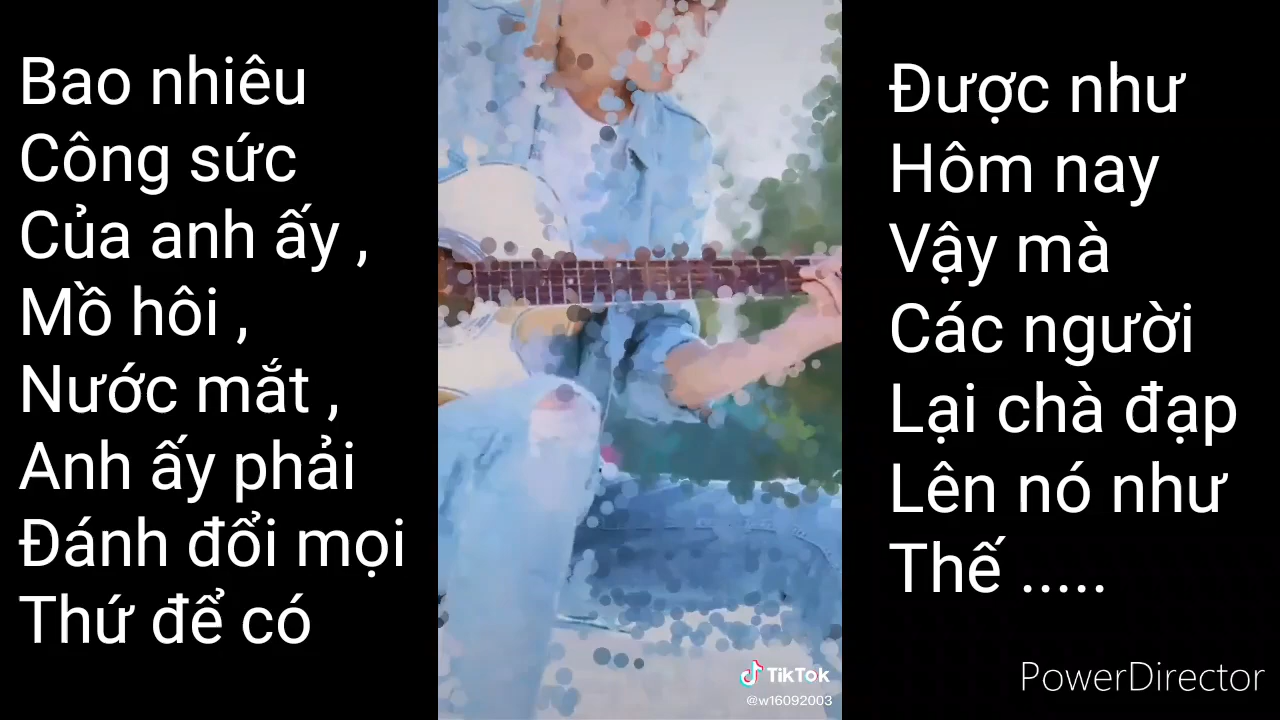 Bao nhiêu
Công sức
Của anh ấy ,
Mồ hôi ,
Nước mắt ,
Anh ấy phải
Đánh đổi mọi
Thứ để có
Được như
Hôm nay
Vậy mà
Các người
Lại chà đạp
Lên nó như
Thế .....
TikTok
@w16092003
PowerDirector